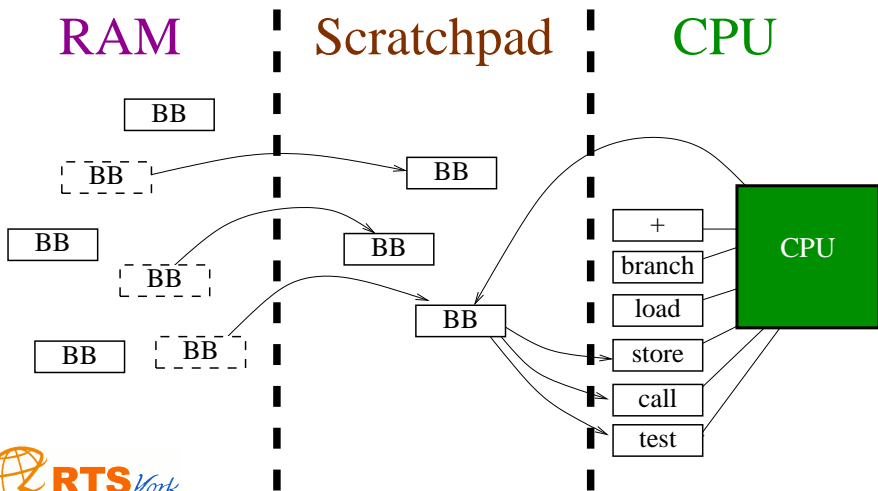 RAM
Scratchpad
CPU
BB
BB
BB
BB
BB
BB
BB
BB
BB
+
branch
load
store
call
test
CPU
RTS York